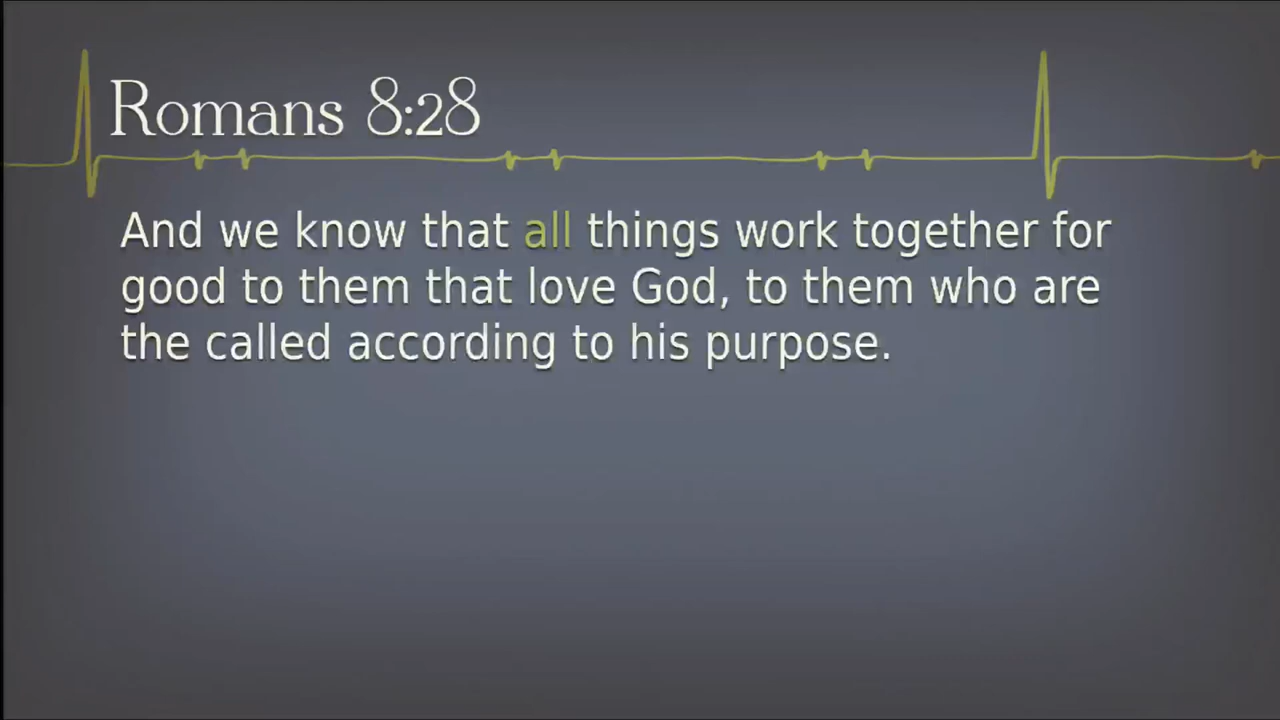 Romans 8:28
And we know that all things work together for
good to them that love God, to them who are
the called according to his purpose.